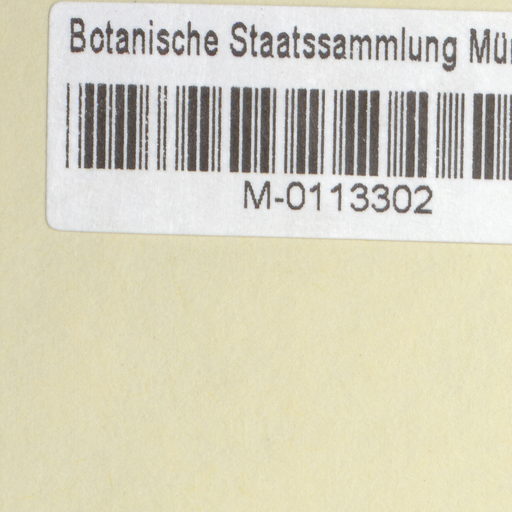 Botanische Staatssammlung Mü
M-0113302